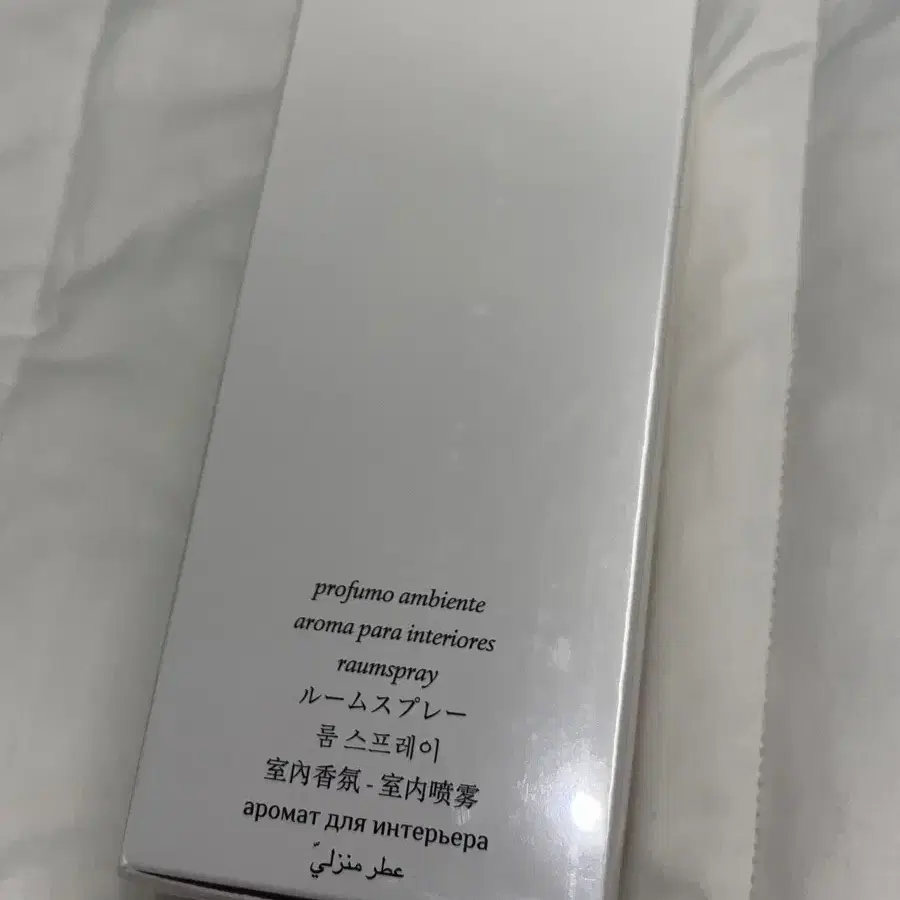 profumo ambiente
aroma para interiores
raumspray
ルームスプレー
룸 스프레이
室內香氛 - 室内喷雾
аромат для интерьера
عطر منزليّ